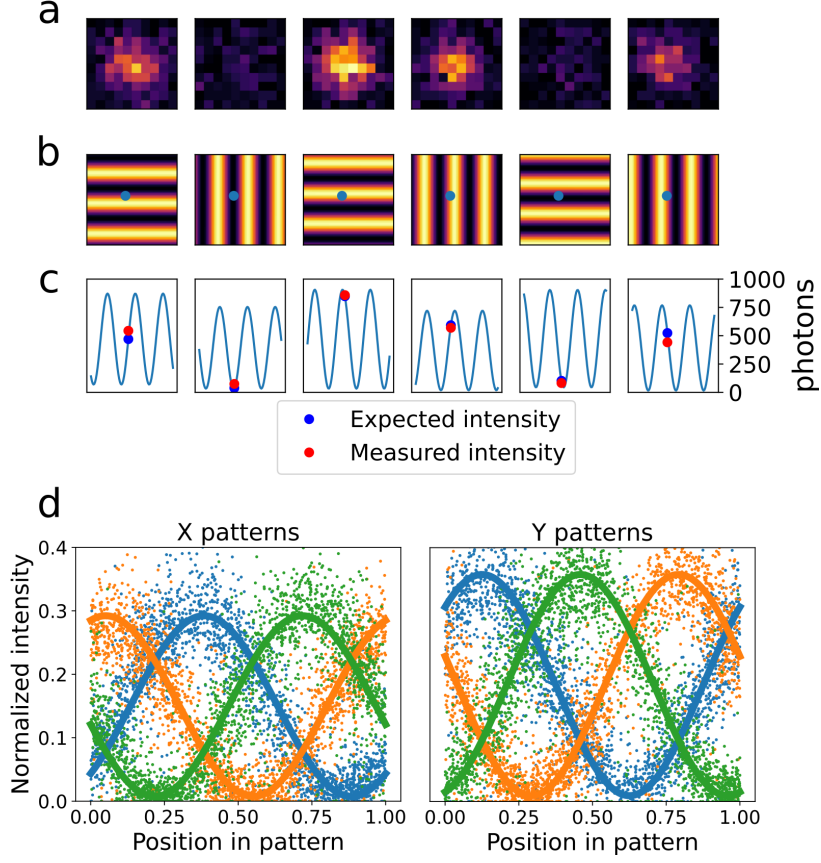 a
b
c
1000
750
500
250
0
photons
Expected intensity
Measured intensity
d
X patterns
Y patterns
Normalized intensity
0.4
0.3
0.2
0.1
0.0
0.00 0.25 0.50 0.75 1.00
0.00 0.25 0.50 0.75 1.00
Position in pattern
Position in pattern